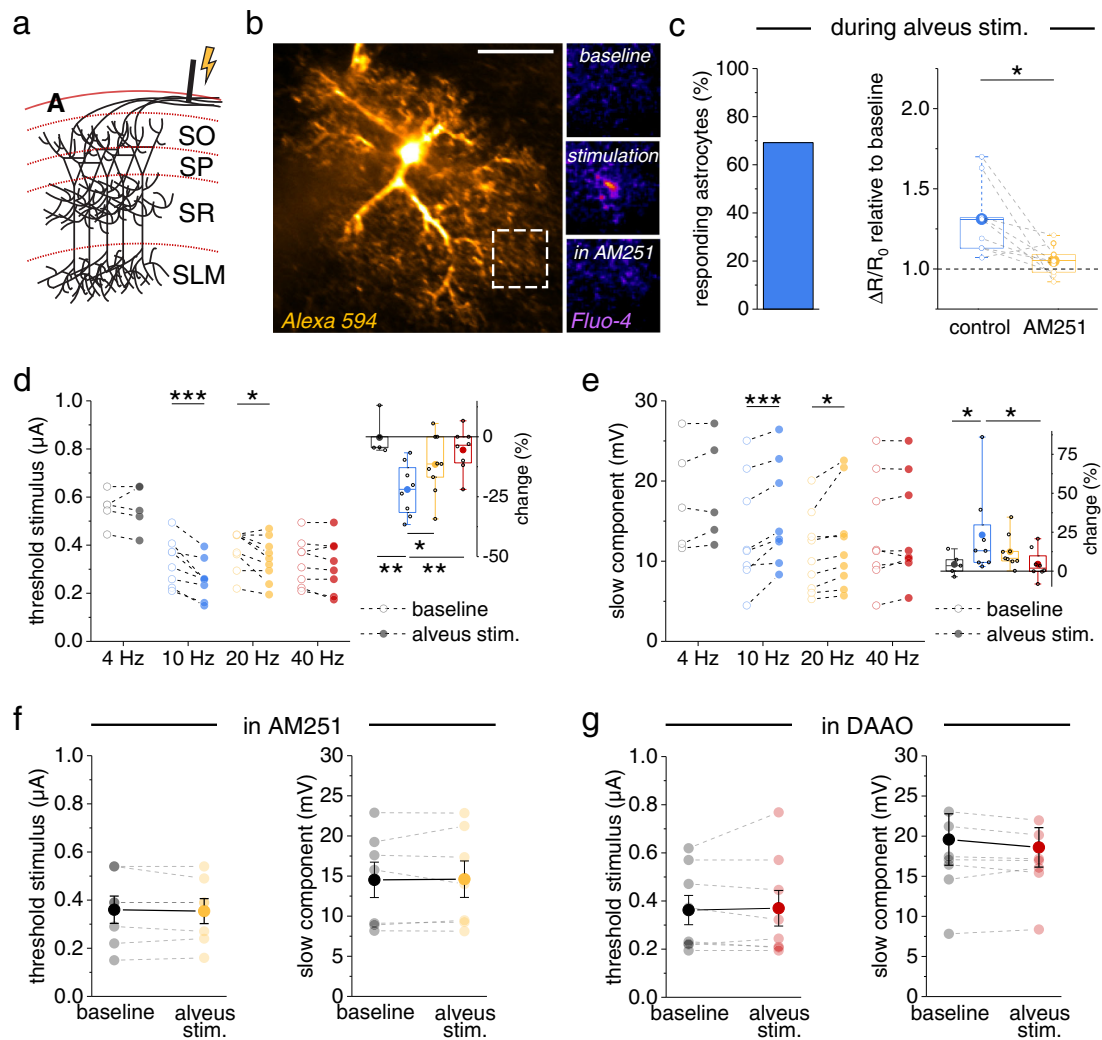 a
A
SO
SP
SR
SLM
b
baseline
stimulation
in AM251
Alexa 594
Fluo-4
c
during alveus stim.
responding astrocytes (%)
100
90
80
70
60
50
40
30
20
10
0
*
ΔR/R0 relative to baseline
2.0
1.5
1.0
control AM251
d
threshold stimulus (µA)
1.0
0.8
0.6
0.4
0.2
0.0
*** *
4 Hz 10 Hz 20 Hz 40 Hz
0
-25
-50
change (%)
*
** **
baseline
alveus stim.
e
slow component (mV)
30
20
10
0
*** *
4 Hz 10 Hz 20 Hz 40 Hz
* *
75
50
25
0
change (%)
baseline
alveus stim.
f
in AM251
threshold stimulus (µA)
1.0
0.8
0.6
0.4
0.2
0.0
baseline alveus
stim.
slow component (mV)
30
25
20
15
10
5
0
baseline alveus
stim.
g
in DAAO
threshold stimulus (µA)
1.0
0.8
0.6
0.4
0.2
0.0
baseline alveus
stim.
slow component (mV)
30
25
20
15
10
5
0
baseline alveus
stim.